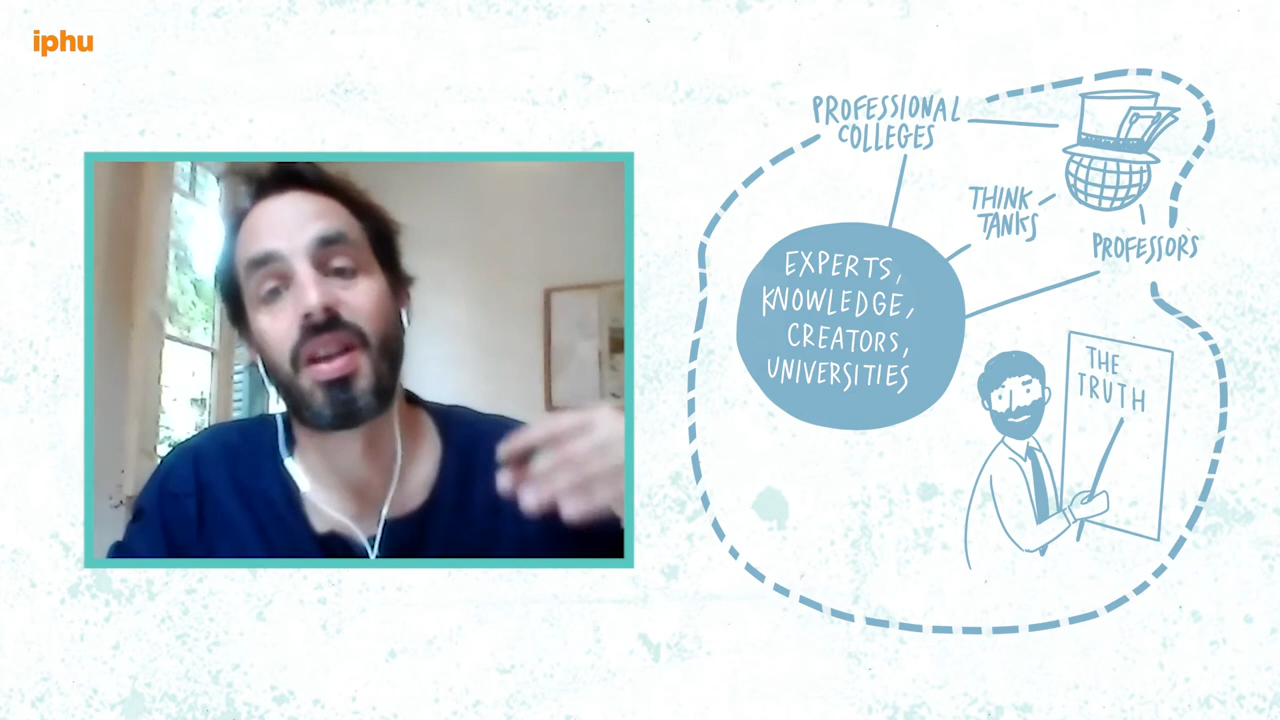 iphu
PROFESSIONAL
COLLEGES
THINK
TANKS
PROFESSORS
EXPERTS,
KNOWLEDGE,
CREATORS,
UNIVERSITIES
THE
TRUTH